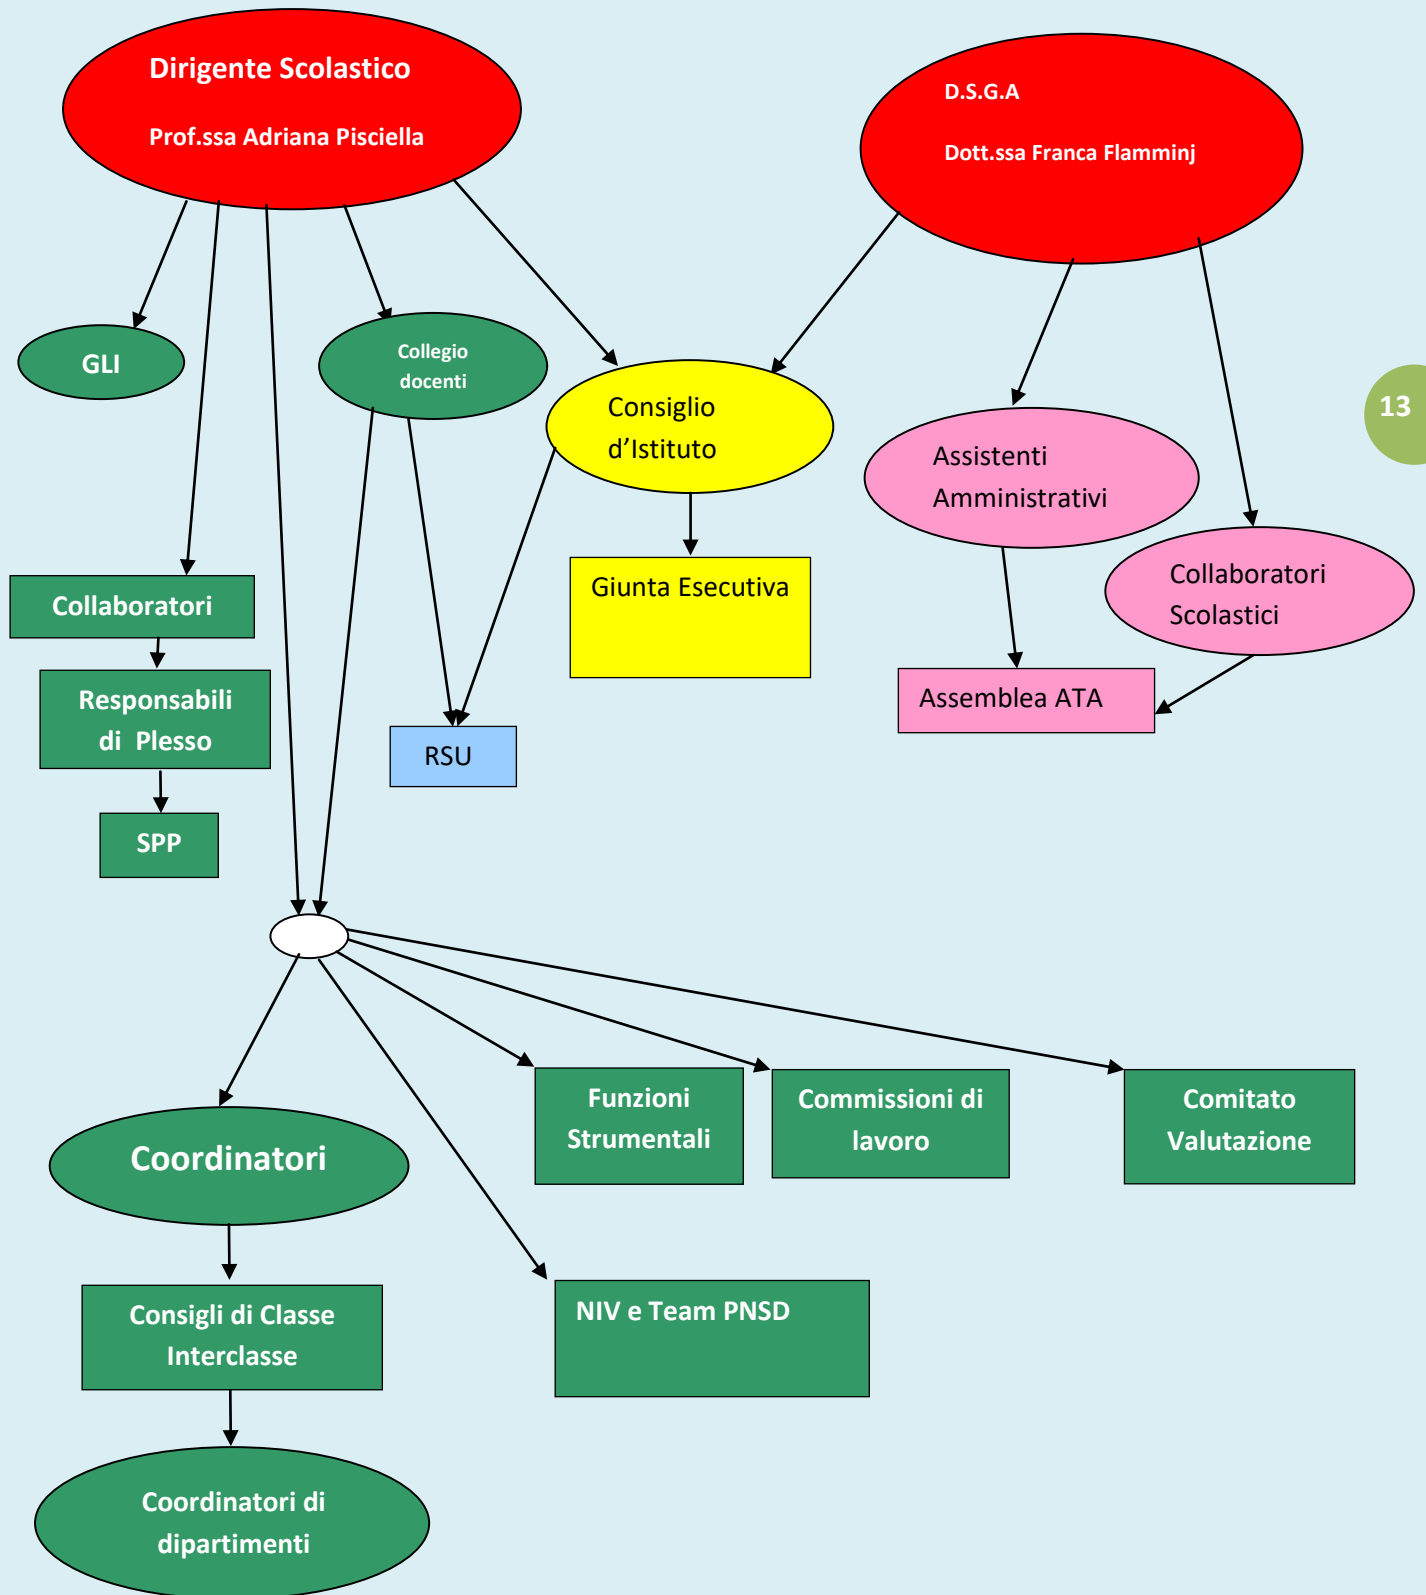 Dirigente Scolastico
Prof.ssa Adriana Pisciella
D.S.G.A
Dott.ssa Franca Flamminj
GLI
Collegio
docenti
Consiglio
d’Istituto
13
Assistenti
Amministrativi
Collaboratori
Giunta Esecutiva
Collaboratori
Scolastici
Responsabili
di Plesso
RSU
Assemblea ATA
SPP
Coordinatori
Funzioni
Strumentali
Commissioni di
lavoro
Comitato
Valutazione
Consigli di Classe
Interclasse
NIV e Team PNSD
Coordinatori di
dipartimenti